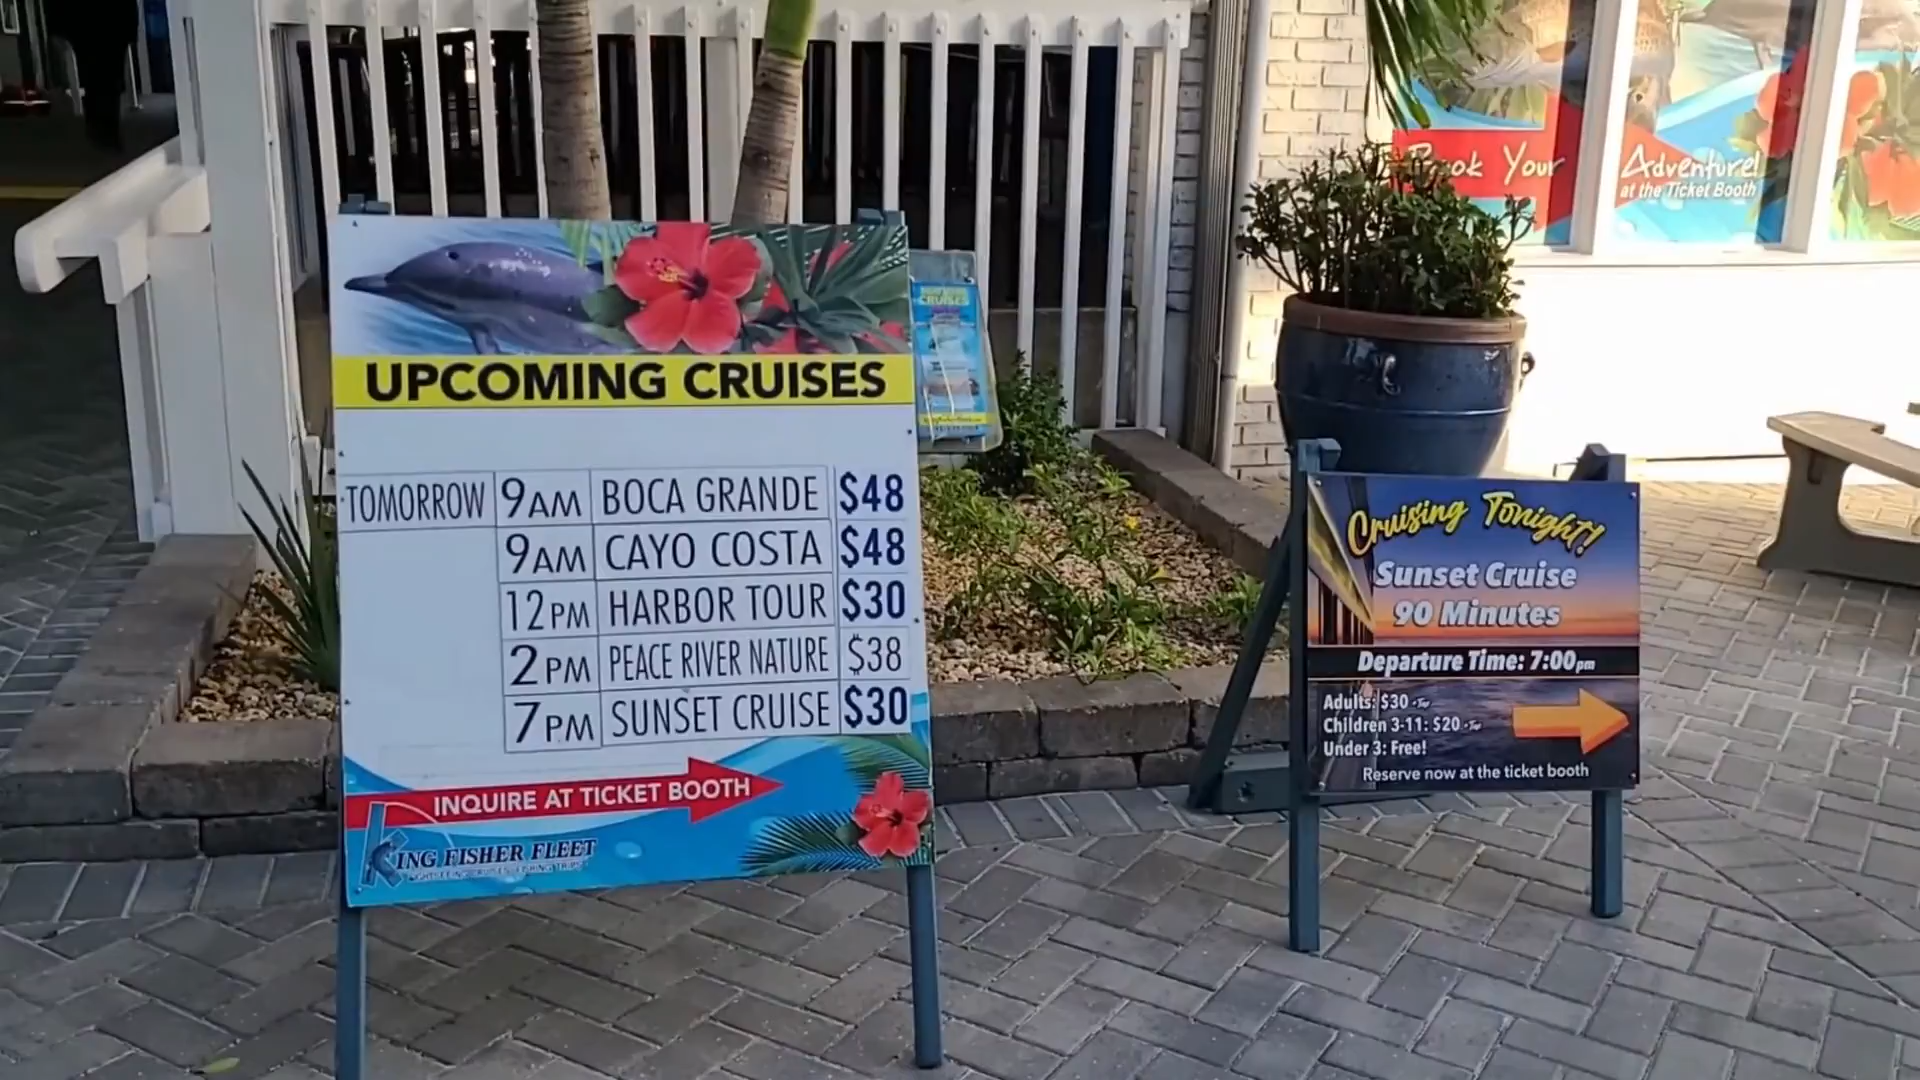 UPCOMING CRUISES
TOMORROW 9AM BOCA GRANDE $48
9AM CAYO COSTA $48
12PM HARBOR TOUR $30
2PM PEACE RIVER NATURE $38
7PM SUNSET CRUISE $30
INQUIRE AT TICKET BOOTH
KING FISHER FLEET
CRUISES
Book Your Adventure!
at the Ticket Booth
Cruising Tonight!
Sunset Cruise
90 Minutes
Departure Time: 7:00pm
Adults: $30
Children 3-11: $20
Under 3: Free!
Reserve now at the ticket booth